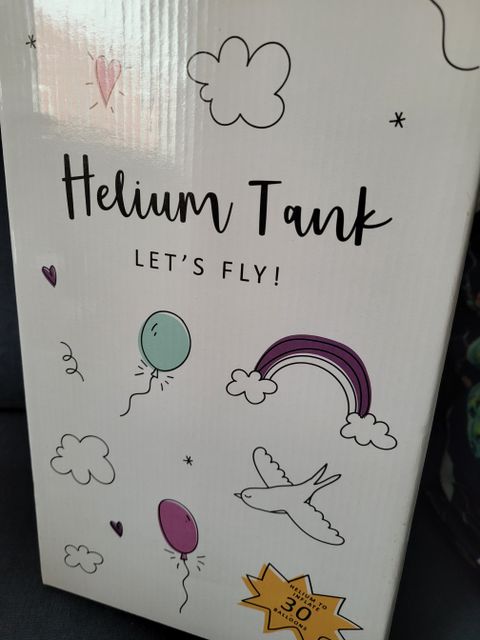 Helium Tank
LET'S FLY!
HELIUM TO
INFLATE
30
BALLOONS